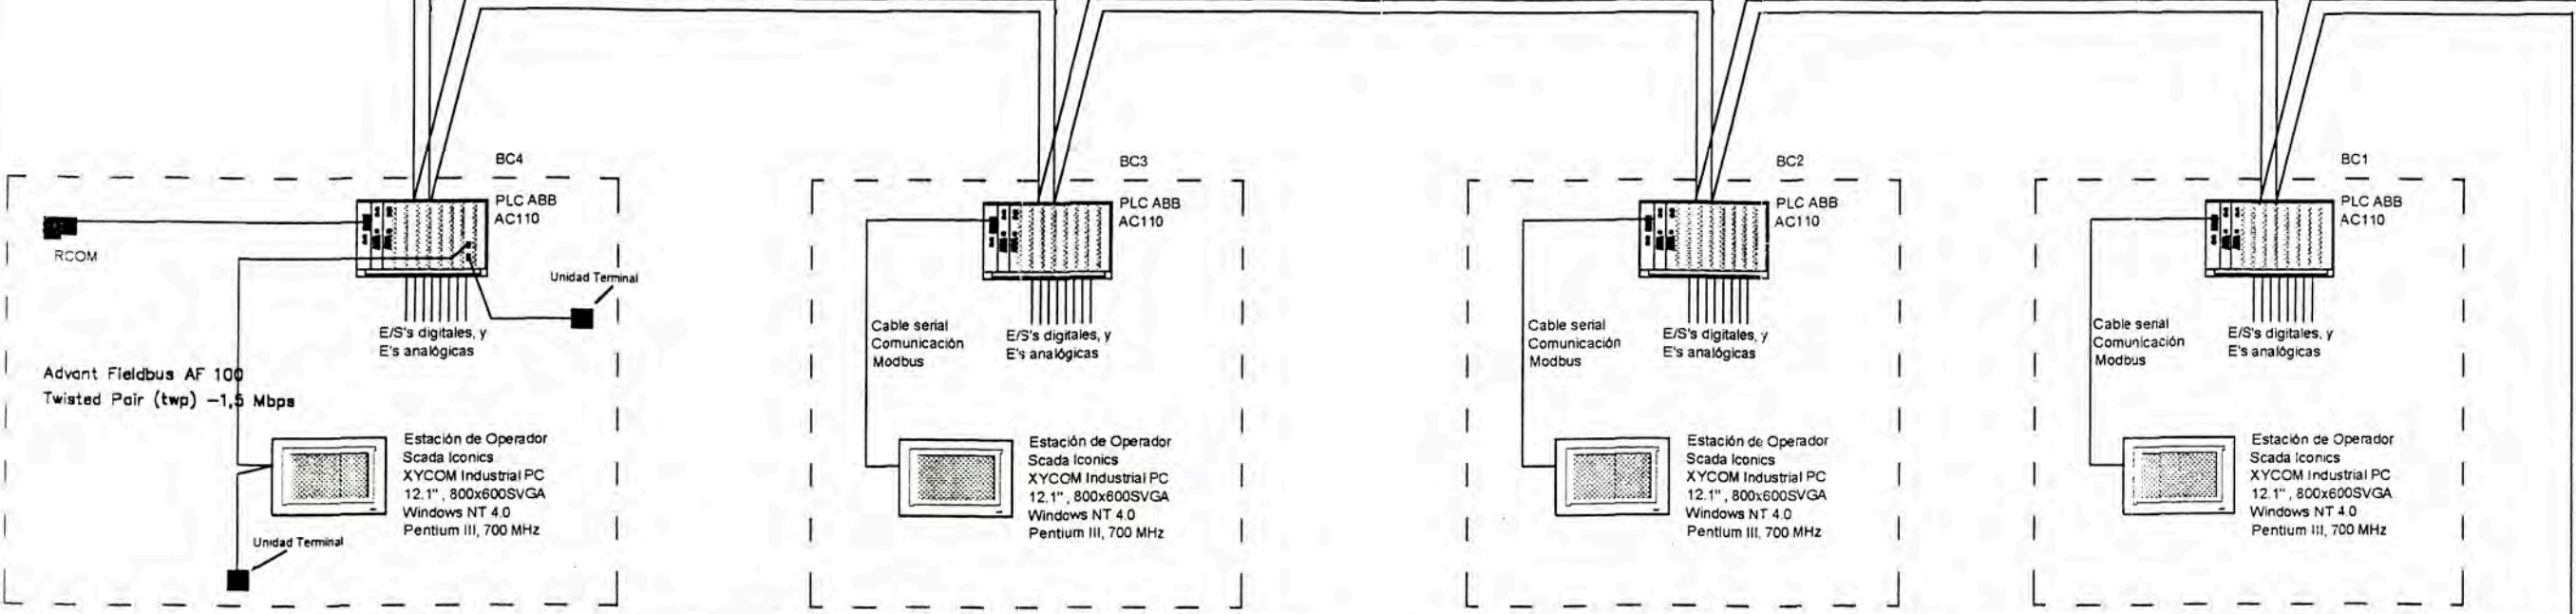 BC4
PLC ABB
AC110
RCOM
Unidad Terminal
E/S's digitales, y
E's analógicas
Advant Fieldbus AF 100
Twisted Pair (twp) –1,5 Mbps
Estación de Operador
Scada Iconics
XYCOM Industrial PC
12.1", 800x600SVGA
Windows NT 4.0
Pentium III, 700 MHz
Unidad Terminal
BC3
PLC ABB
AC110
Cable serial
Comunicación
Modbus
E/S's digitales, y
E's analógicas
Estación de Operador
Scada Iconics
XYCOM Industrial PC
12.1", 800x600SVGA
Windows NT 4.0
Pentium III, 700 MHz
BC2
PLC ABB
AC110
Cable serial
Comunicación
Modbus
E/S's digitales, y
E's analógicas
Estación de Operador
Scada Iconics
XYCOM Industrial PC
12.1", 800x600SVGA
Windows NT 4.0
Pentium III, 700 MHz
BC1
PLC ABB
AC110
Cable serial
Comunicación
Modbus
E/S's digitales, y
E's analógicas
Estación de Operador
Scada Iconics
XYCOM Industrial PC
12.1", 800x600SVGA
Windows NT 4.0
Pentium III, 700 MHz